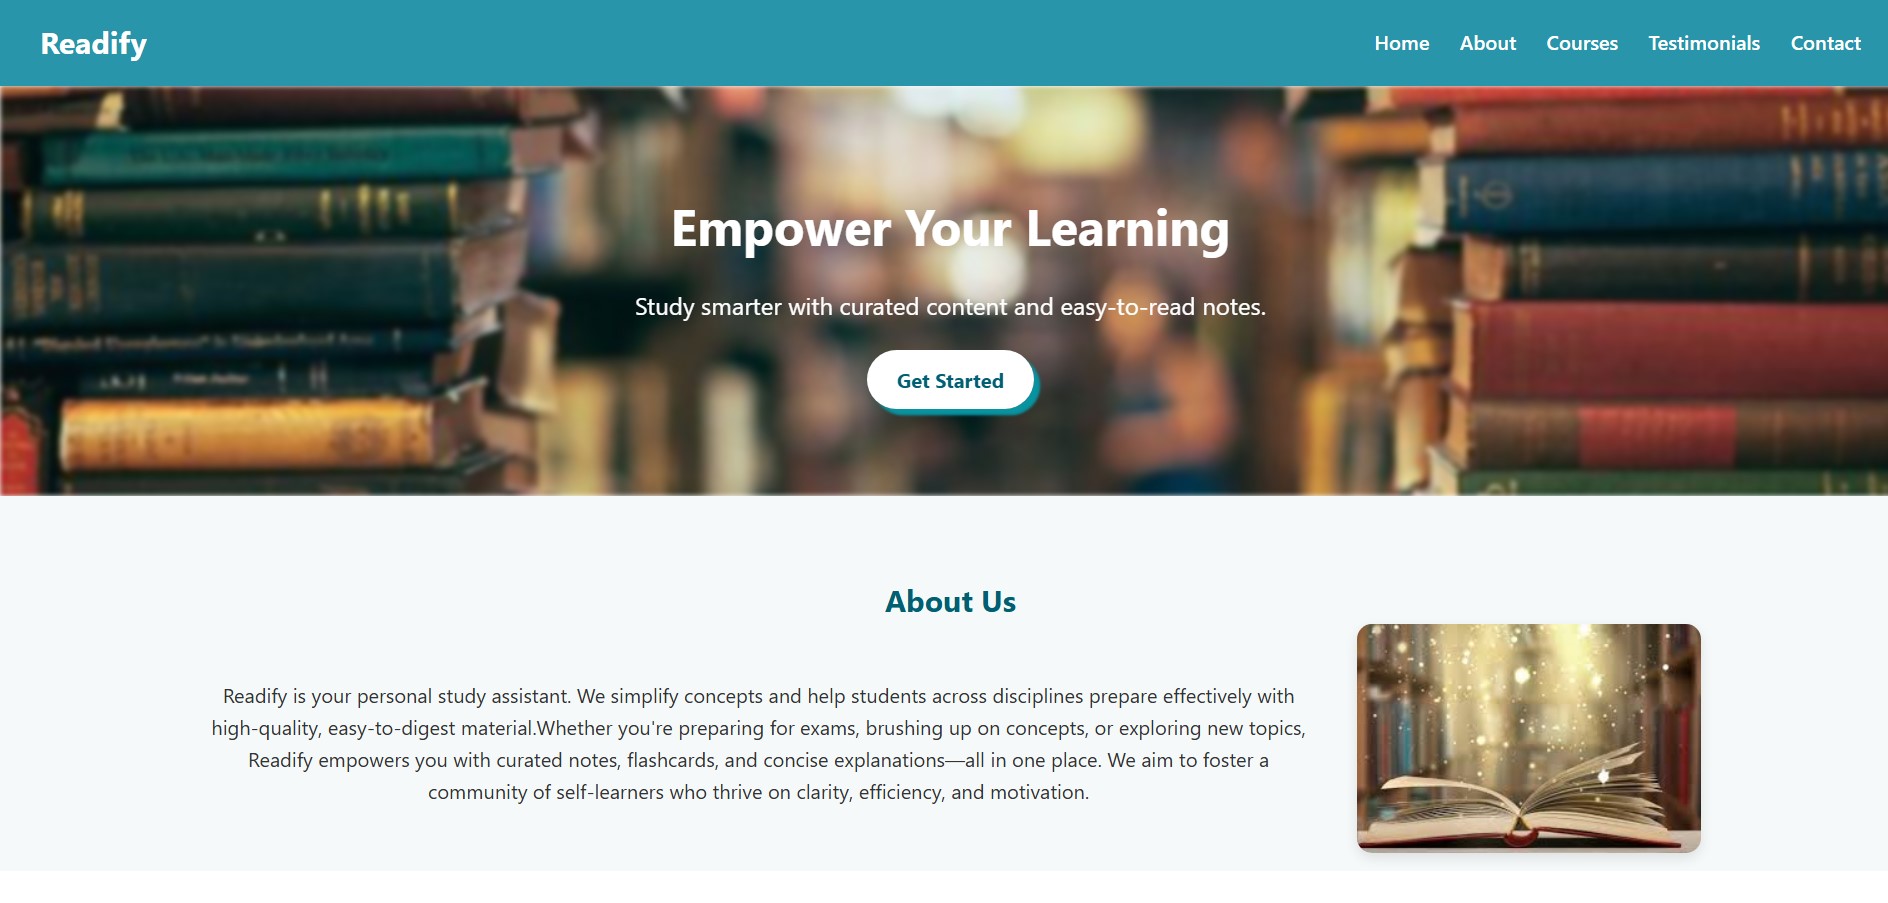 Readify
Home About Courses Testimonials Contact
Empower Your Learning
Study smarter with curated content and easy-to-read notes.
Get Started
About Us
Readify is your personal study assistant. We simplify concepts and help students across disciplines prepare effectively with
high-quality, easy-to-digest material.Whether you're preparing for exams, brushing up on concepts, or exploring new topics,
Readify empowers you with curated notes, flashcards, and concise explanations—all in one place. We aim to foster a
community of self-learners who thrive on clarity, efficiency, and motivation.